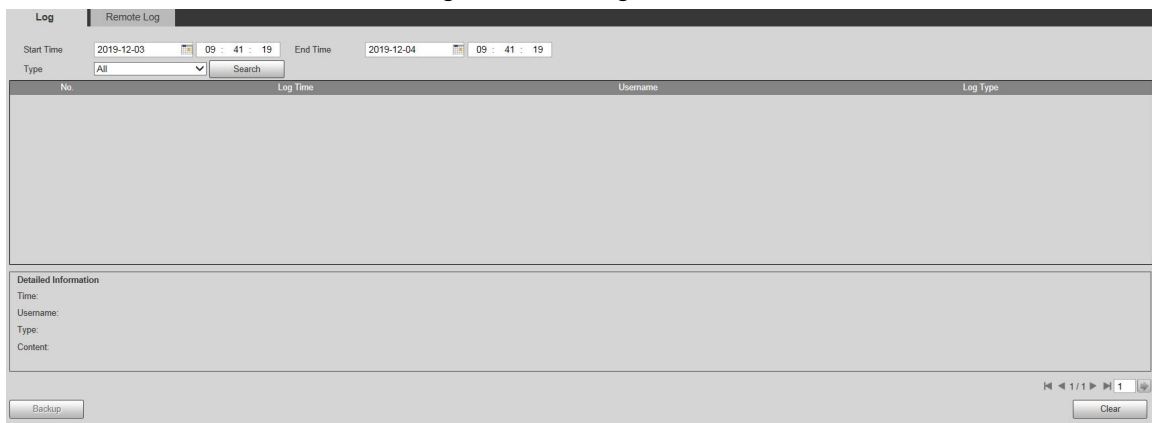 Log Remote Log
Start Time 2019-12-03 09 : 41 : 19 End Time 2019-12-04 09 : 41 : 19
Type All Search
No. Log Time Username Log Type
Detailed Information
Time:
Username:
Type:
Content:
1 / 1 1
Backup Clear